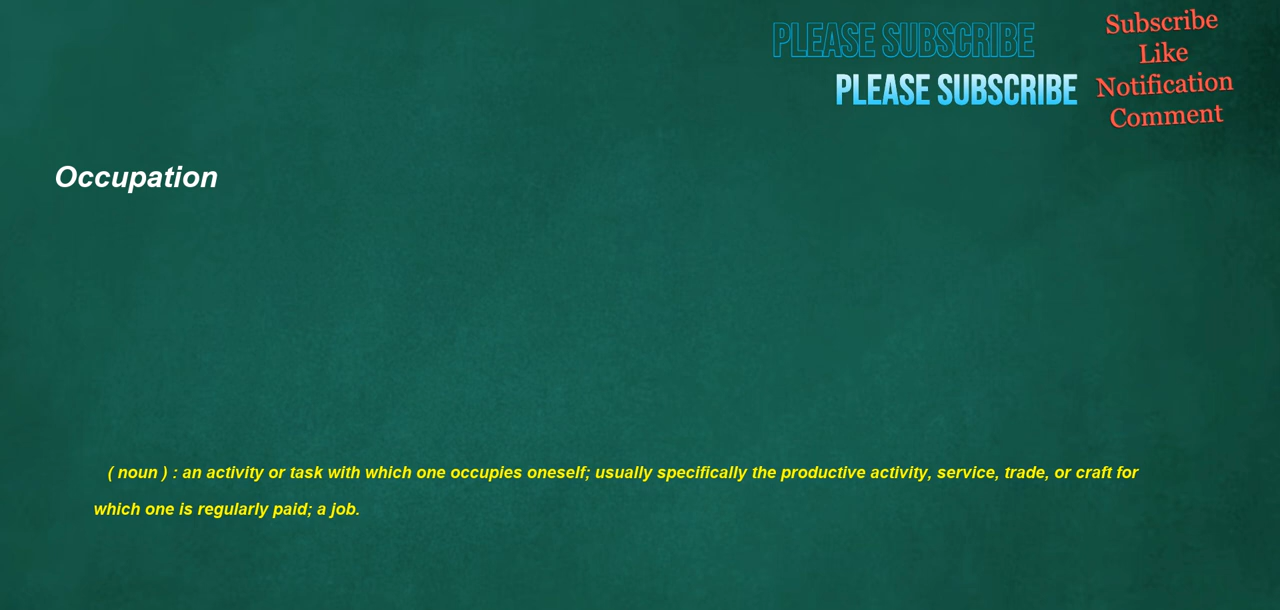 PLEASE SUBSCRIBE
PLEASE SUBSCRIBE
Subscribe
Like
Notification
Comment
Occupation
( noun ) : an activity or task with which one occupies oneself; usually specifically the productive activity, service, trade, or craft for
which one is regularly paid; a job.